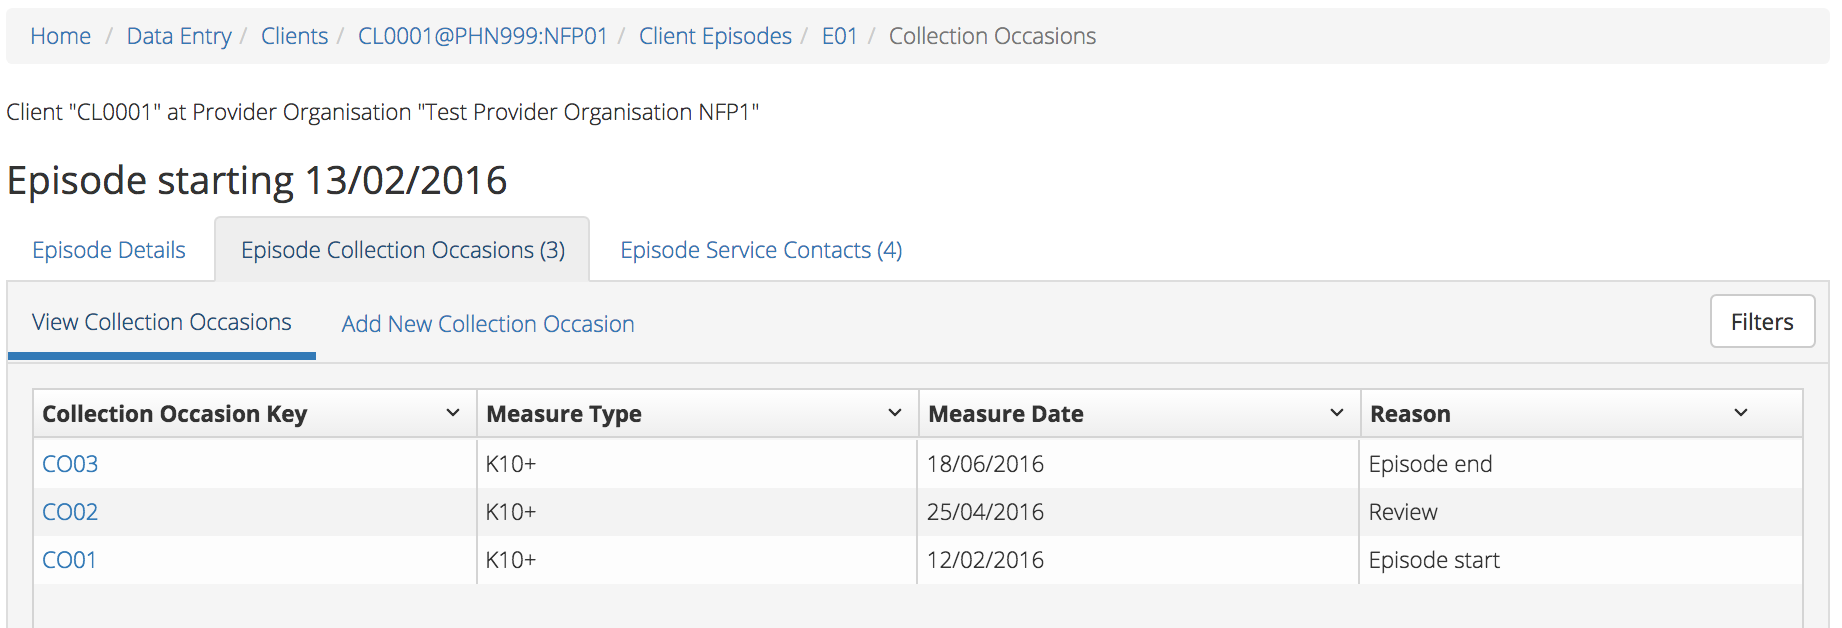 Home / Data Entry / Clients / CL0001@PHN999:NFP01 / Client Episodes / E01 / Collection Occasions
Client "CL0001" at Provider Organisation "Test Provider Organisation NFP1"
Episode starting 13/02/2016
Episode Details Episode Collection Occasions (3) Episode Service Contacts (4)
View Collection Occasions Add New Collection Occasion Filters
Collection Occasion Key Measure Type Measure Date Reason
CO03 K10+ 18/06/2016 Episode end
CO02 K10+ 25/04/2016 Review
CO01 K10+ 12/02/2016 Episode start